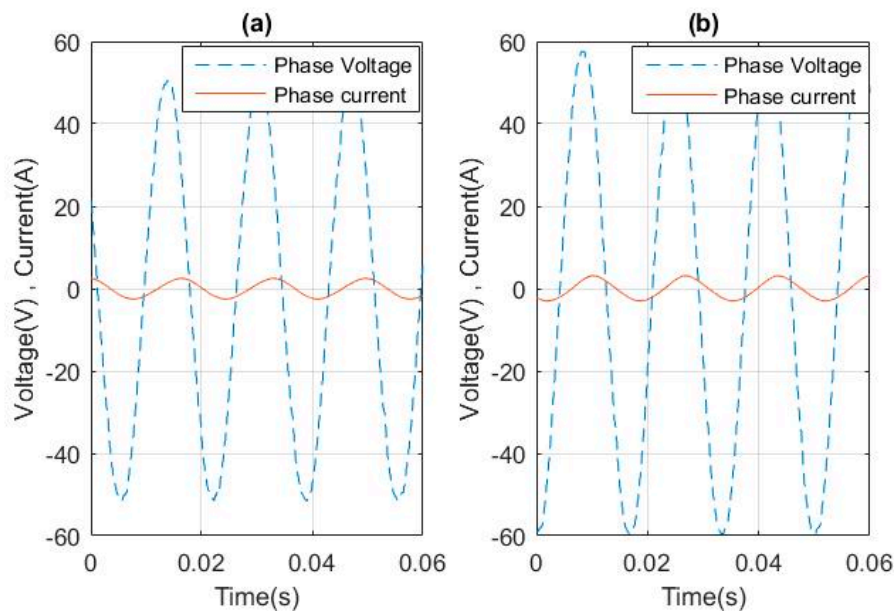 (a)
Phase Voltage
Phase current
60
40
20
0
-20
-40
-60
Voltage(V) , Current(A)
0
0.02
0.04
0.06
Time(s)
(b)
Phase Voltage
Phase current
60
40
20
0
-20
-40
-60
Voltage(V) , Current(A)
0
0.02
0.04
0.06
Time(s)